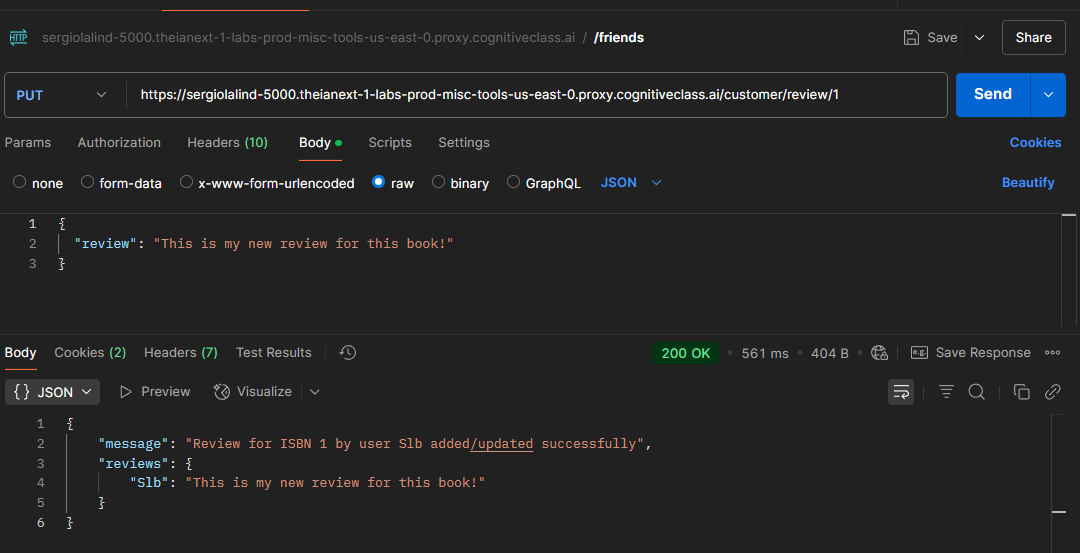 HTTP sergiolalind-5000.theianext-1-labs-prod-misc-tools-us-east-0.proxy.cognitiveclass.ai / /friends Save Share
PUT https://sergiolalind-5000.theianext-1-labs-prod-misc-tools-us-east-0.proxy.cognitiveclass.ai/customer/review/1 Send
Params Authorization Headers (10) Body Scripts Settings Cookies
none form-data x-www-form-urlencoded raw binary GraphQL JSON Beautify
1 {
2 "review": "This is my new review for this book!"
3 }
Body Cookies (2) Headers (7) Test Results 200 OK 561 ms 404 B e.g. Save Response
{} JSON Preview Visualize
1 {
2 "message": "Review for ISBN 1 by user Slb added/updated successfully",
3 "reviews": {
4 "Slb": "This is my new review for this book!"
5 }
6 }